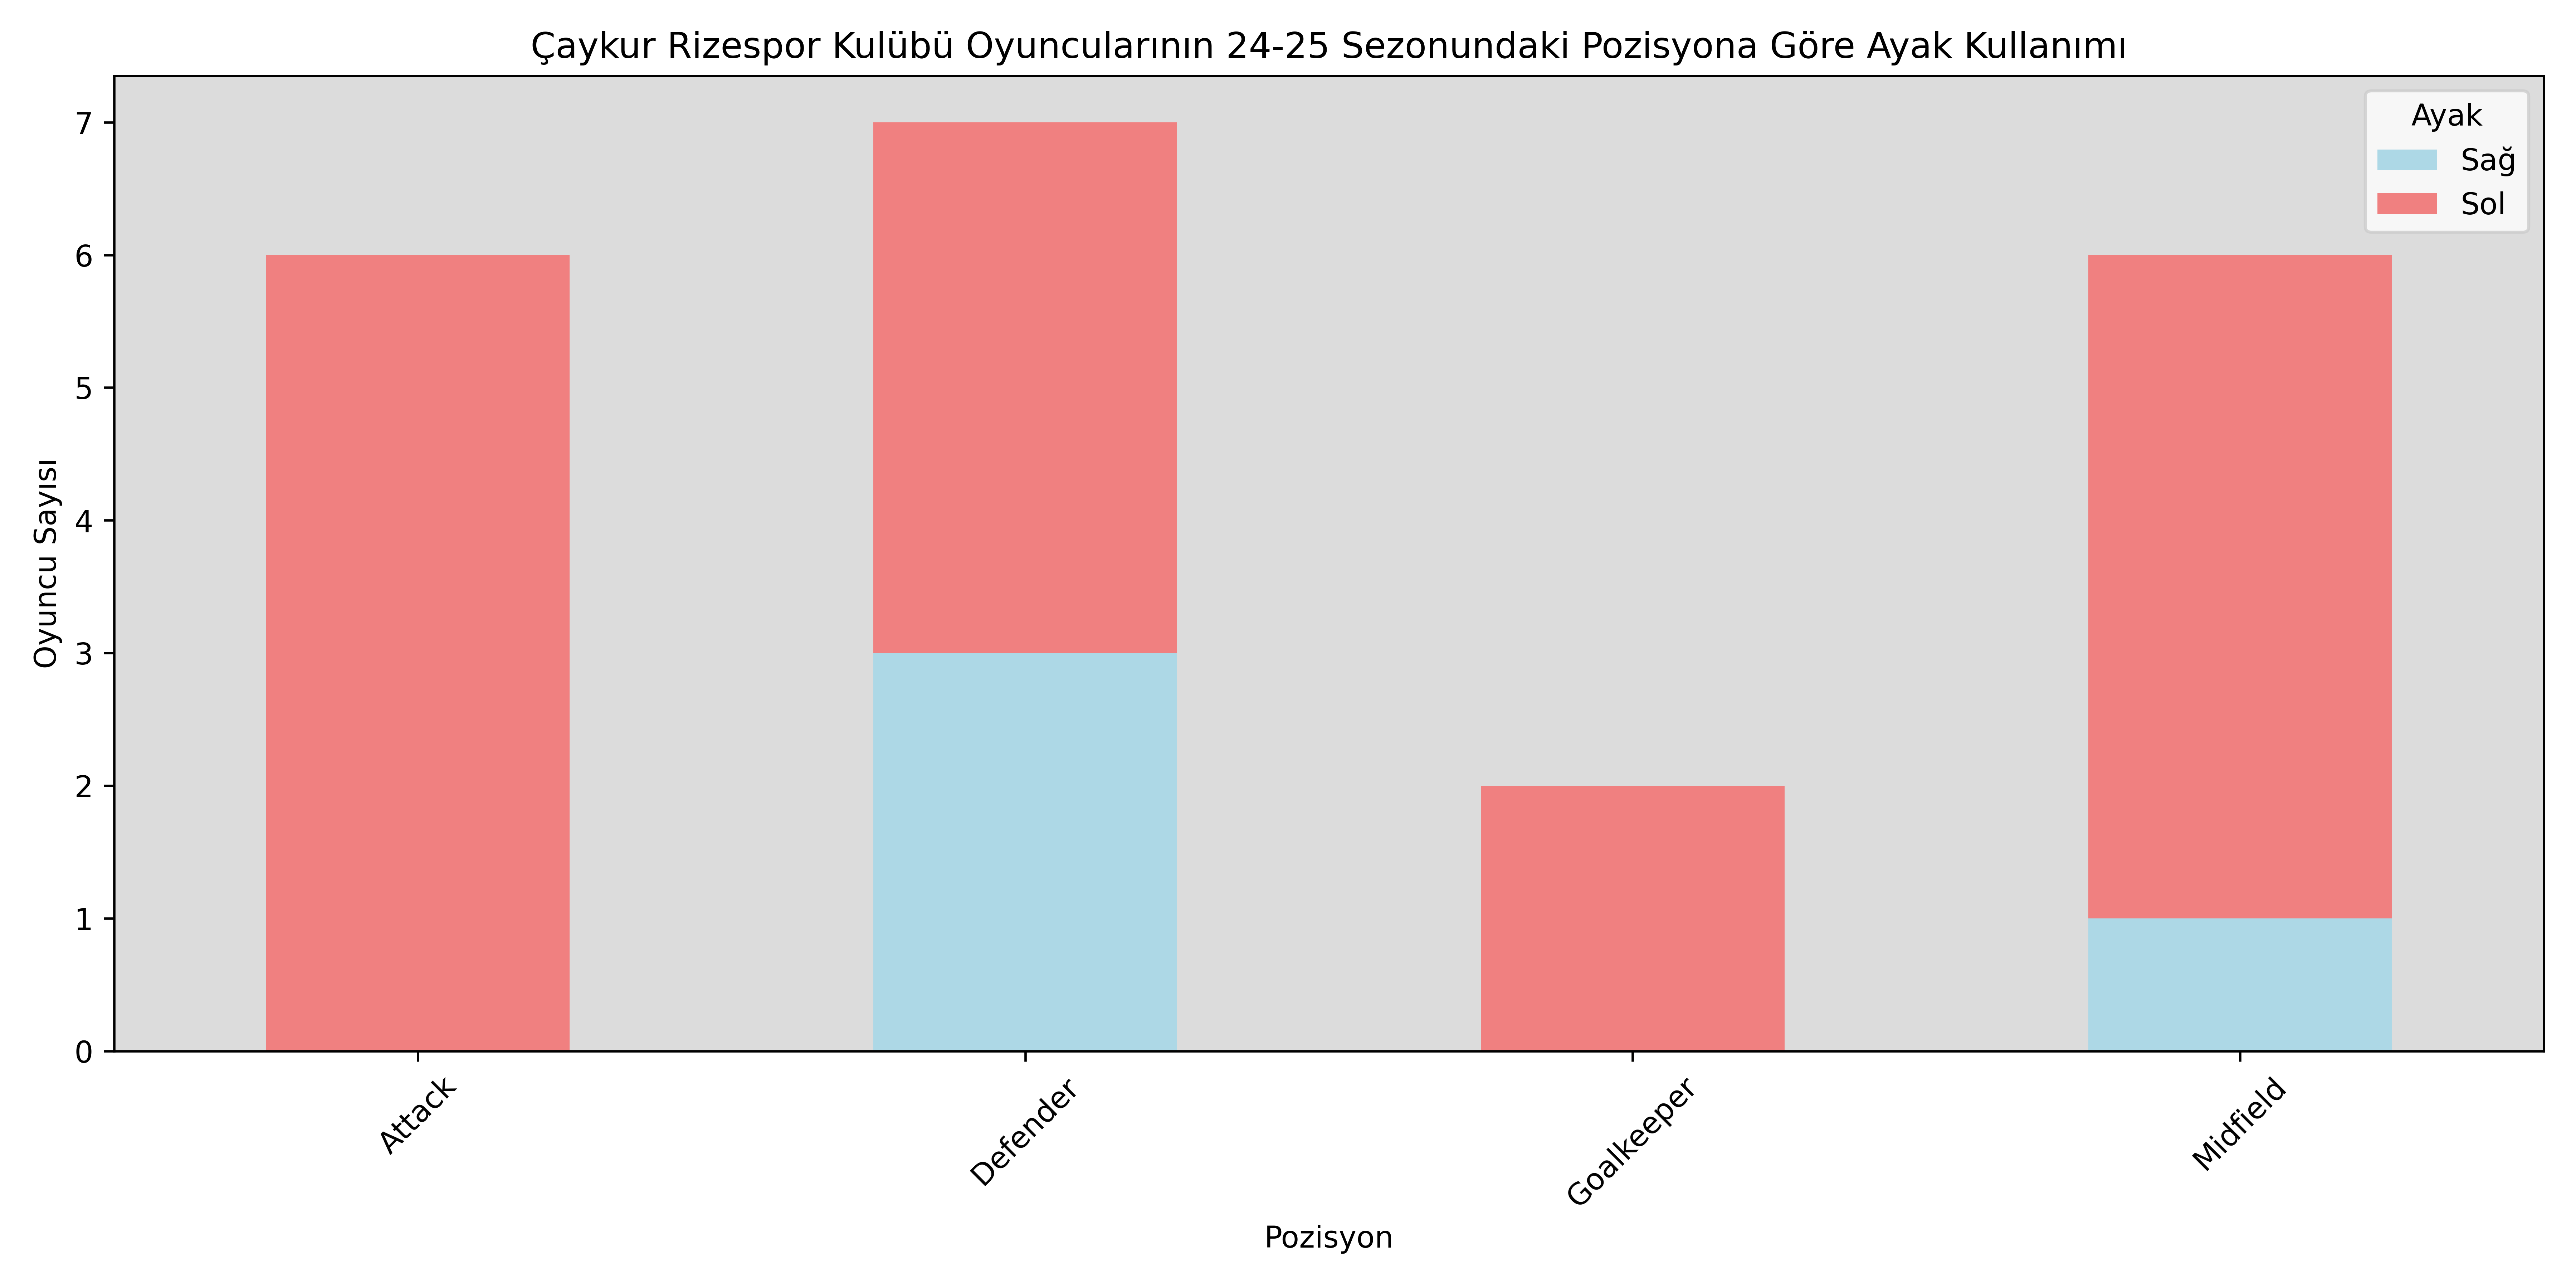 Çaykur Rizespor Kulübü Oyuncularının 24-25 Sezonundaki Pozisyona Göre Ayak Kullanımı
Ayak
Sağ
Sol
Oyuncu Sayısı
7
6
5
4
3
2
1
0
Attack
Defender
Goalkeeper
Midfield
Pozisyon